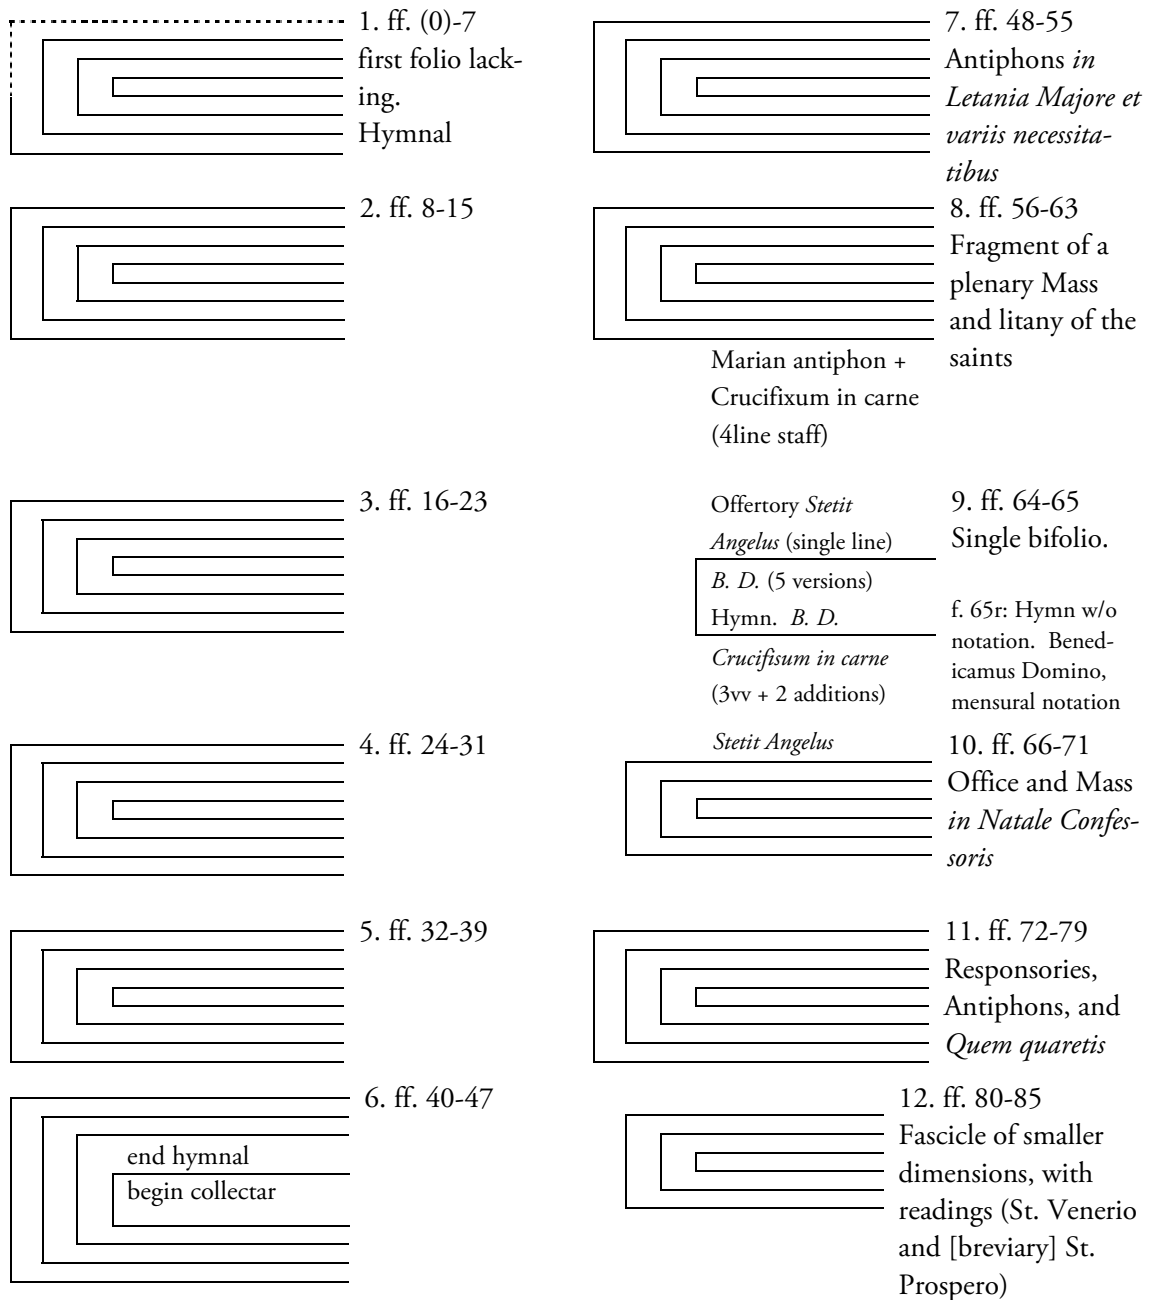 1. ff. (0)-7
first folio lack-
ing.
Hymnal
2. ff. 8-15
3. ff. 16-23
4. ff. 24-31
5. ff. 32-39
6. ff. 40-47
end hymnal
begin collectar
7. ff. 48-55
Antiphons in
Letania Majore et
variis necessita-
tibus
8. ff. 56-63
Fragment of a
plenary Mass
and litany of the
saints
Marian antiphon +
Crucifixum in carne
(4line staff)
Offertory Stetit
Angelus (single line)
B. D. (5 versions)
Hymn. B. D.
Crucifisum in carne
(3vv + 2 additions)
9. ff. 64-65
Single bifolio.
f. 65r: Hymn w/o
notation. Bened-
icamus Domino,
mensural notation
Stetit Angelus
10. ff. 66-71
Office and Mass
in Natale Confes-
soris
11. ff. 72-79
Responsories,
Antiphons, and
Quem quaretis
12. ff. 80-85
Fascicle of smaller
dimensions, with
readings (St. Venerio
and [breviary] St.
Prospero)